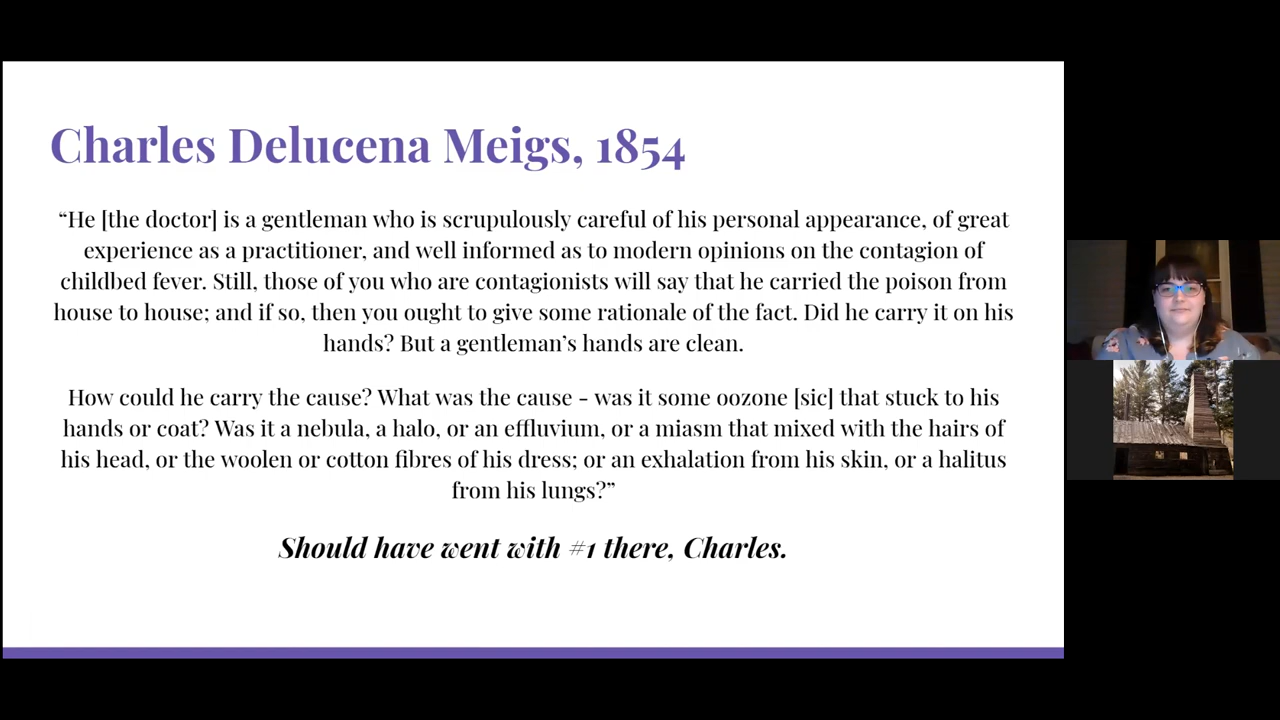 Charles Delucena Meigs, 1854
“He [the doctor] is a gentleman who is scrupulously careful of his personal appearance, of great
experience as a practitioner, and well informed as to modern opinions on the contagion of
childbed fever. Still, those of you who are contagionists will say that he carried the poison from
house to house; and if so, then you ought to give some rationale of the fact. Did he carry it on his
hands? But a gentleman’s hands are clean.
How could he carry the cause? What was the cause - was it some oozone [sic] that stuck to his
hands or coat? Was it a nebula, a halo, or an effluvium, or a miasm that mixed with the hairs of
his head, or the woolen or cotton fibres of his dress; or an exhalation from his skin, or a halitus
from his lungs?”
Should have went with #1 there, Charles.